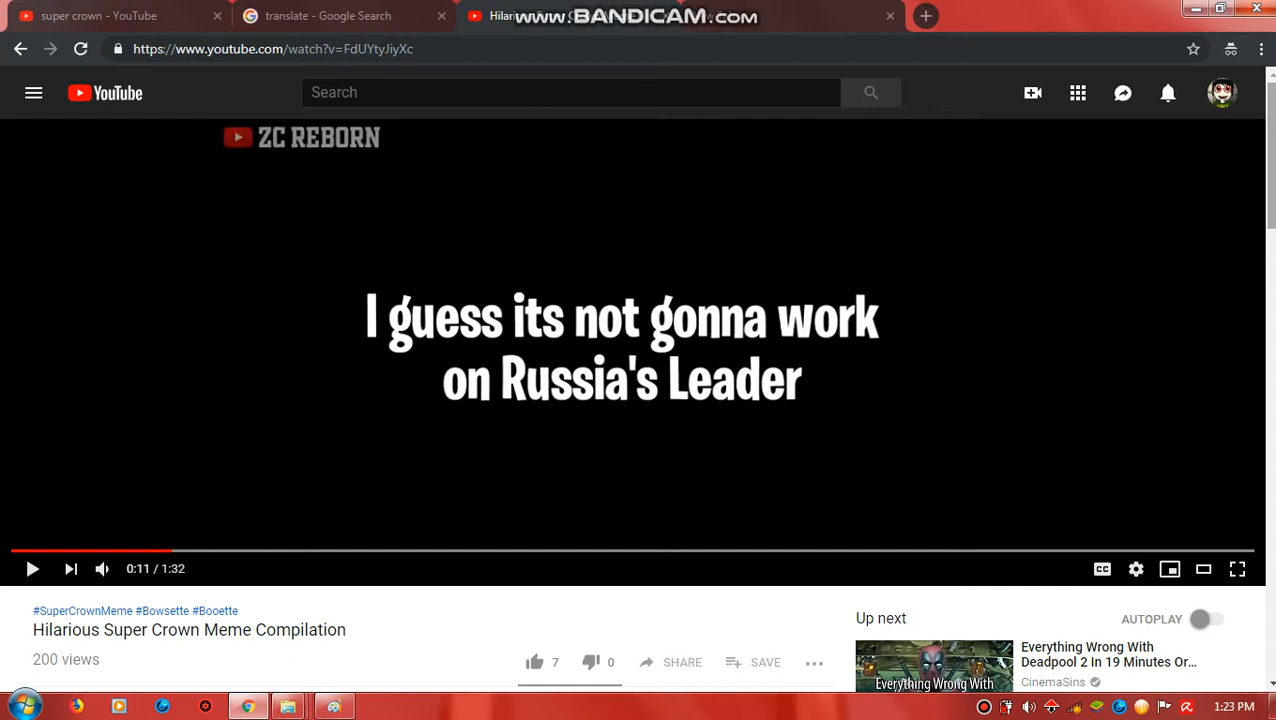 super crown - YouTube
translate - Google Search
Hila
www.BANDICAM.com
https://www.youtube.com/watch?v=FdUYtyJiyXc
YouTube
Search
ZC REBORN
I guess its not gonna work
on Russia's Leader
0:11 / 1:32
CC
#SuperCrownMeme #Bowsette #Booette
Hilarious Super Crown Meme Compilation
200 views
7
0
SHARE
SAVE
Up next
AUTOPLAY
Everything Wrong With
Everything Wrong With
Deadpool 2 In 19 Minutes Or...
CinemaSins
1:23 PM